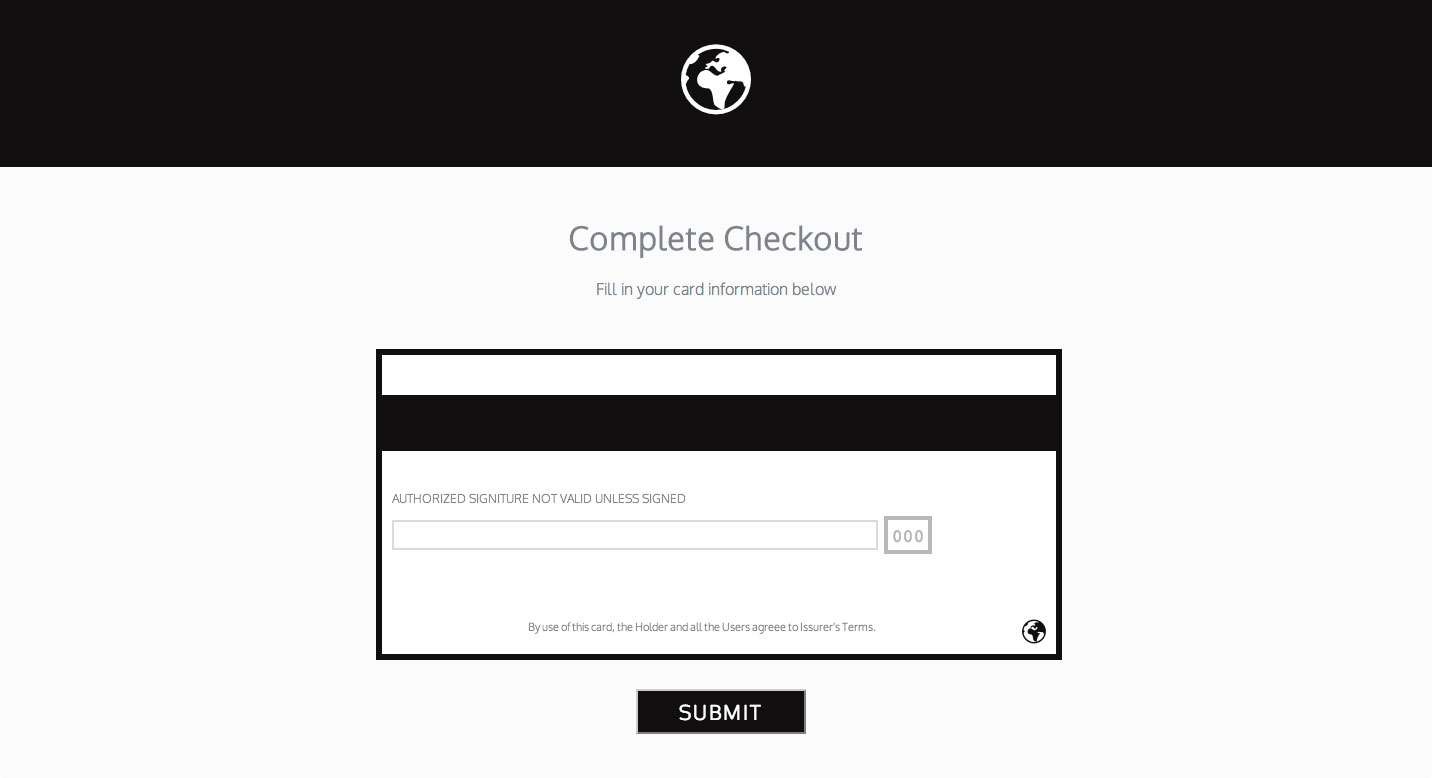 Complete Checkout
Fill in your card information below
AUTHORIZED SIGNITURE NOT VALID UNLESS SIGNED
000
By use of this card, the Holder and all the Users agreee to Issurer's Terms.
SUBMIT